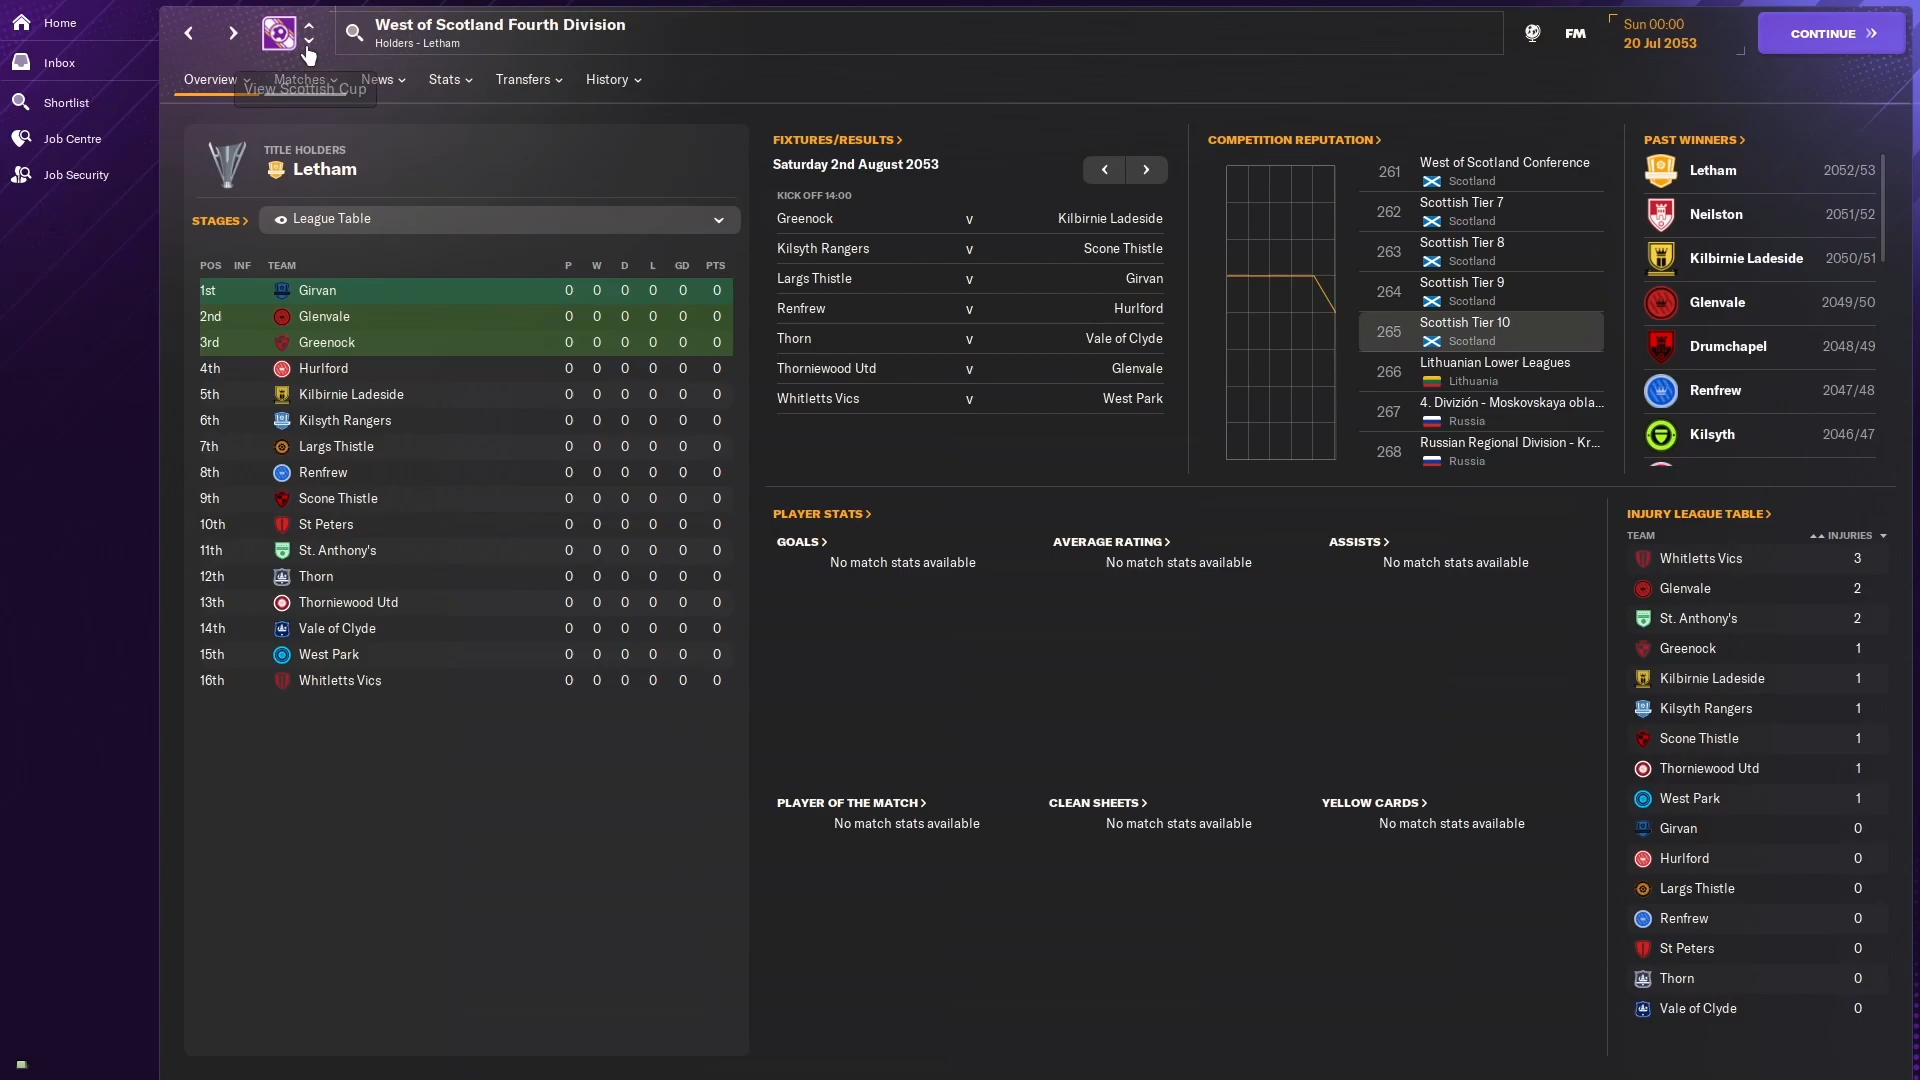 Home
Inbox
Shortlist
Job Centre
Job Security
West of Scotland Fourth Division
Holders - Letham
FM
Sun 00:00
20 Jul 2053
CONTINUE
Overview
Matches
News
Stats
Transfers
History
View Scottish Cup
TITLE HOLDERS
Letham
STAGES
League Table
POS INF TEAM P W D L GD PTS
1st Girvan 0 0 0 0 0 0
2nd Glenvale 0 0 0 0 0 0
3rd Greenock 0 0 0 0 0 0
4th Hurlford 0 0 0 0 0 0
5th Kilbirnie Ladeside 0 0 0 0 0 0
6th Kilsyth Rangers 0 0 0 0 0 0
7th Largs Thistle 0 0 0 0 0 0
8th Renfrew 0 0 0 0 0 0
9th Scone Thistle 0 0 0 0 0 0
10th St Peters 0 0 0 0 0 0
11th St. Anthony's 0 0 0 0 0 0
12th Thorn 0 0 0 0 0 0
13th Thorniewood Utd 0 0 0 0 0 0
14th Vale of Clyde 0 0 0 0 0 0
15th West Park 0 0 0 0 0 0
16th Whitletts Vics 0 0 0 0 0 0
FIXTURES/RESULTS
Saturday 2nd August 2053
KICK OFF 14:00
Greenock v Kilbirnie Ladeside
Kilsyth Rangers v Scone Thistle
Largs Thistle v Girvan
Renfrew v Hurlford
Thorn v Vale of Clyde
Thorniewood Utd v Glenvale
Whitletts Vics v West Park
COMPETITION REPUTATION
261 West of Scotland Conference
Scotland
262 Scottish Tier 7
Scotland
263 Scottish Tier 8
Scotland
264 Scottish Tier 9
Scotland
265 Scottish Tier 10
Scotland
266 Lithuanian Lower Leagues
Lithuania
267 4. Divizión - Moskovskaya obla...
Russia
268 Russian Regional Division - Kr...
Russia
PAST WINNERS
Letham 2052/53
Neilston 2051/52
Kilbirnie Ladeside 2050/51
Glenvale 2049/50
Drumchapel 2048/49
Renfrew 2047/48
Kilsyth 2046/47
PLAYER STATS
GOALS
No match stats available
AVERAGE RATING
No match stats available
ASSISTS
No match stats available
PLAYER OF THE MATCH
No match stats available
CLEAN SHEETS
No match stats available
YELLOW CARDS
No match stats available
INJURY LEAGUE TABLE
TEAM INJURIES
Whitletts Vics 3
Glenvale 2
St. Anthony's 2
Greenock 1
Kilbirnie Ladeside 1
Kilsyth Rangers 1
Scone Thistle 1
Thorniewood Utd 1
West Park 1
Girvan 0
Hurlford 0
Largs Thistle 0
Renfrew 0
St Peters 0
Thorn 0
Vale of Clyde 0